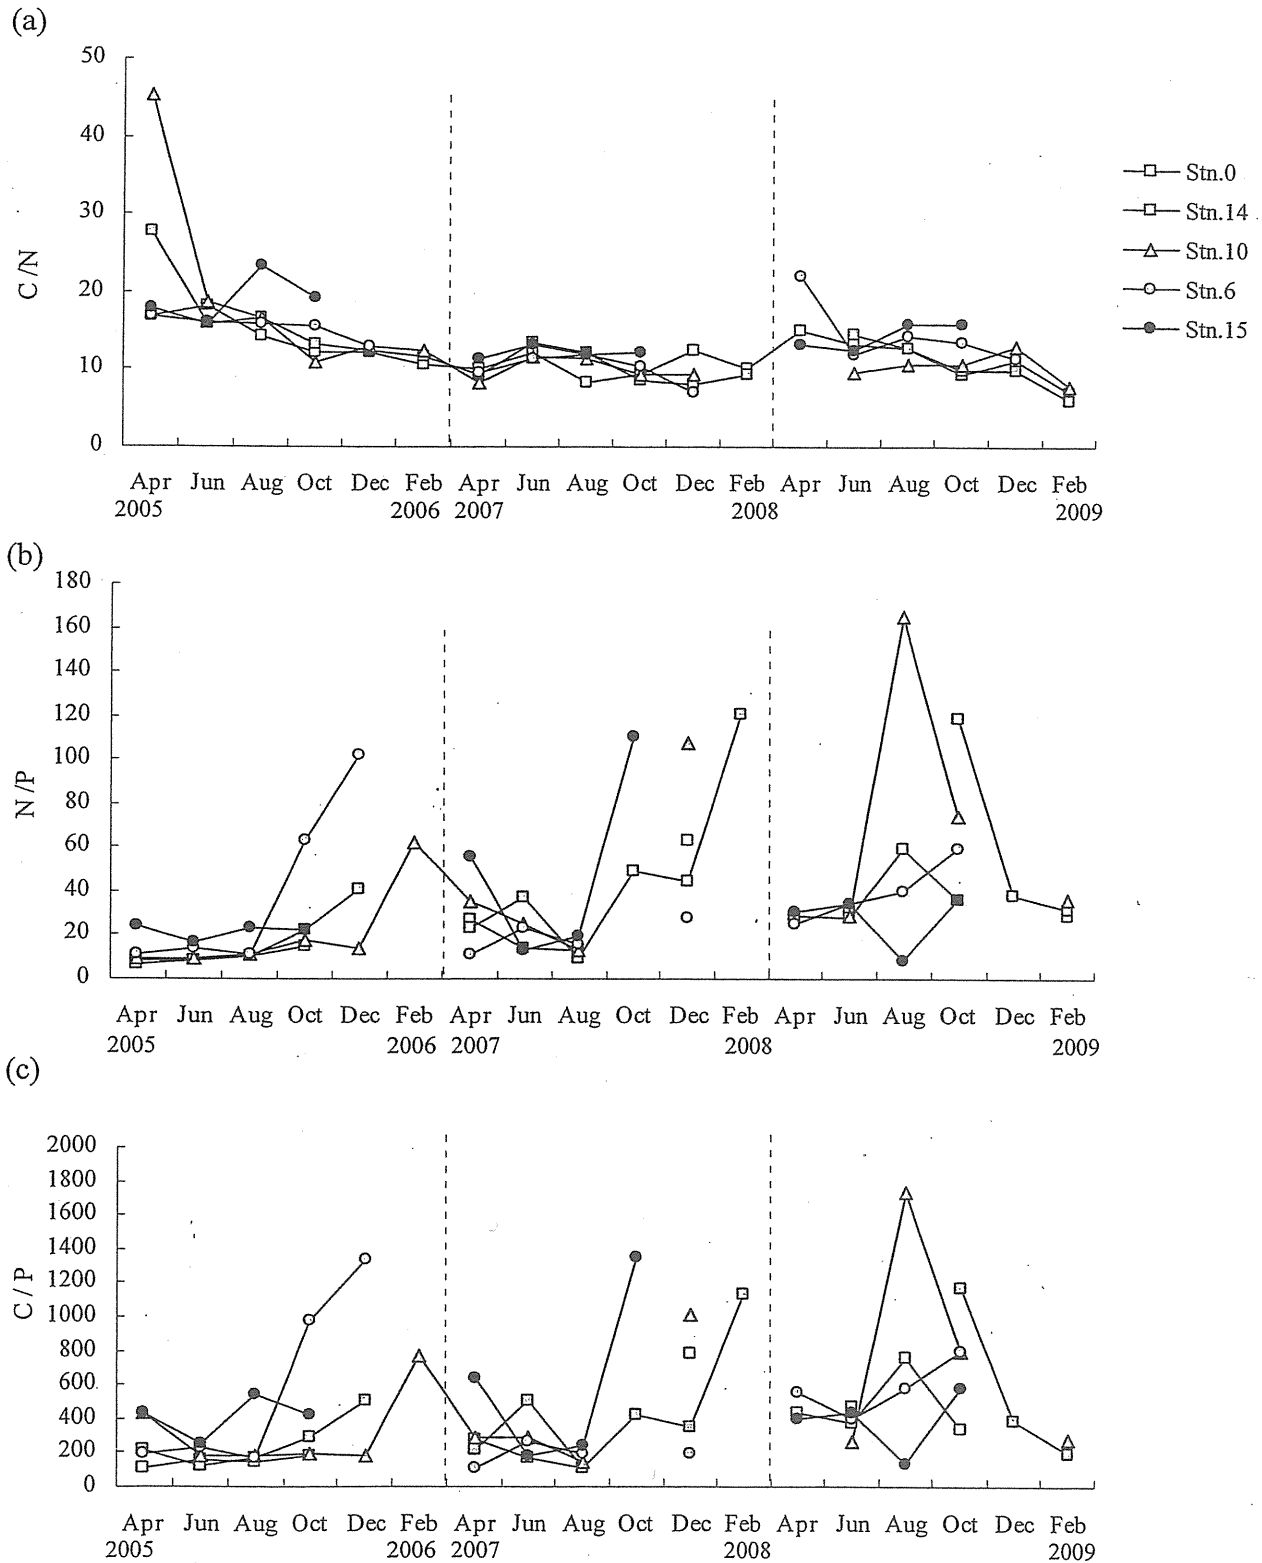 (a)
50
40
30
20
10
0
C/N
Stn.0
Stn.14
Stn.10
Stn.6
Stn.15
Apr Jun Aug Oct Dec Feb Apr Jun Aug Oct Dec Feb Apr Jun Aug Oct Dec Feb
2005 2006 2007 2008 2009
(b)
180
160
140
120
100
80
60
40
20
0
N/P
Apr Jun Aug Oct Dec Feb Apr Jun Aug Oct Dec Feb Apr Jun Aug Oct Dec Feb
2005 2006 2007 2008 2009
(c)
2000
1800
1600
1400
1200
1000
800
600
400
200
0
C/P
Apr Jun Aug Oct Dec Feb Apr Jun Aug Oct Dec Feb Apr Jun Aug Oct Dec Feb
2005 2006 2007 2008 2009